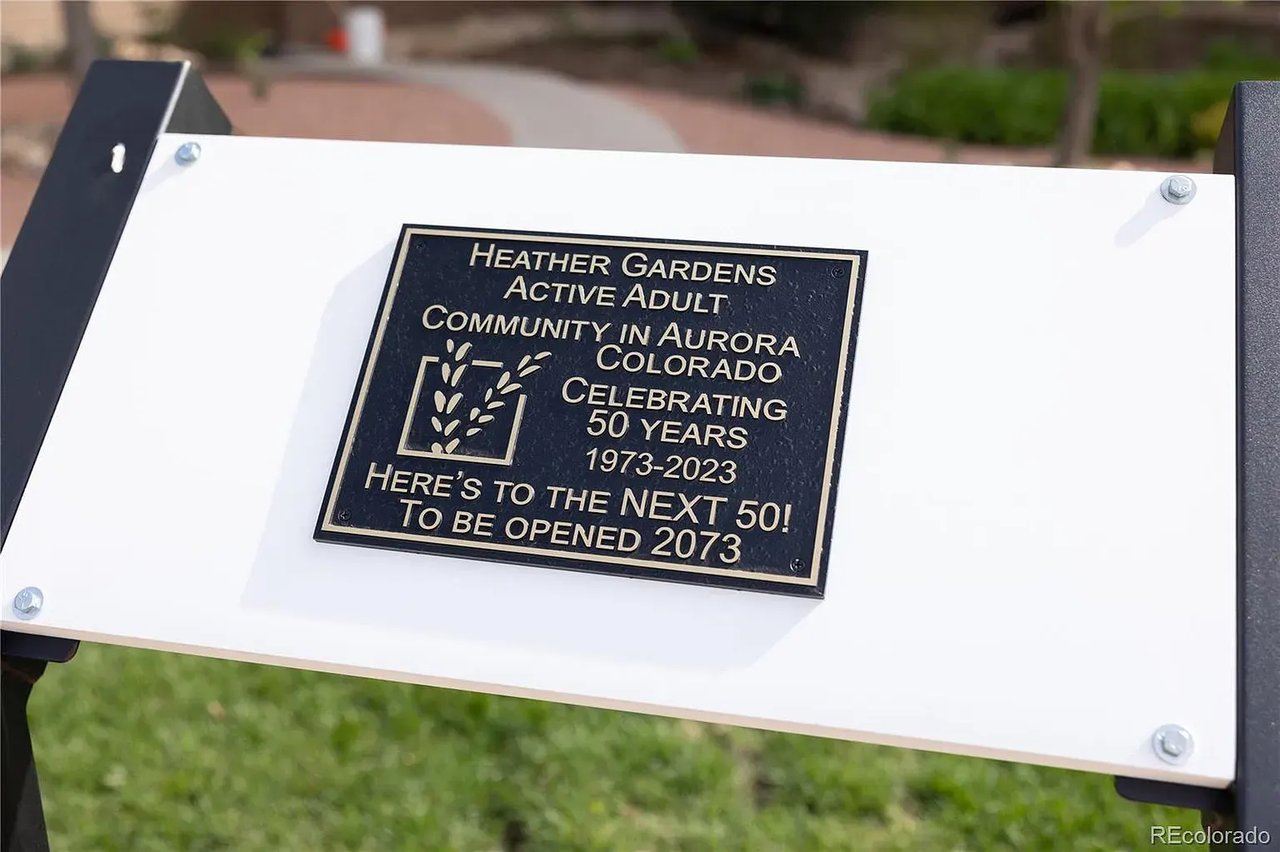 Heather Gardens
Active Adult
Community in Aurora
Colorado
Celebrating
50 years
1973-2023
Here's to the NEXT 50!
To be opened 2073
REcolorado